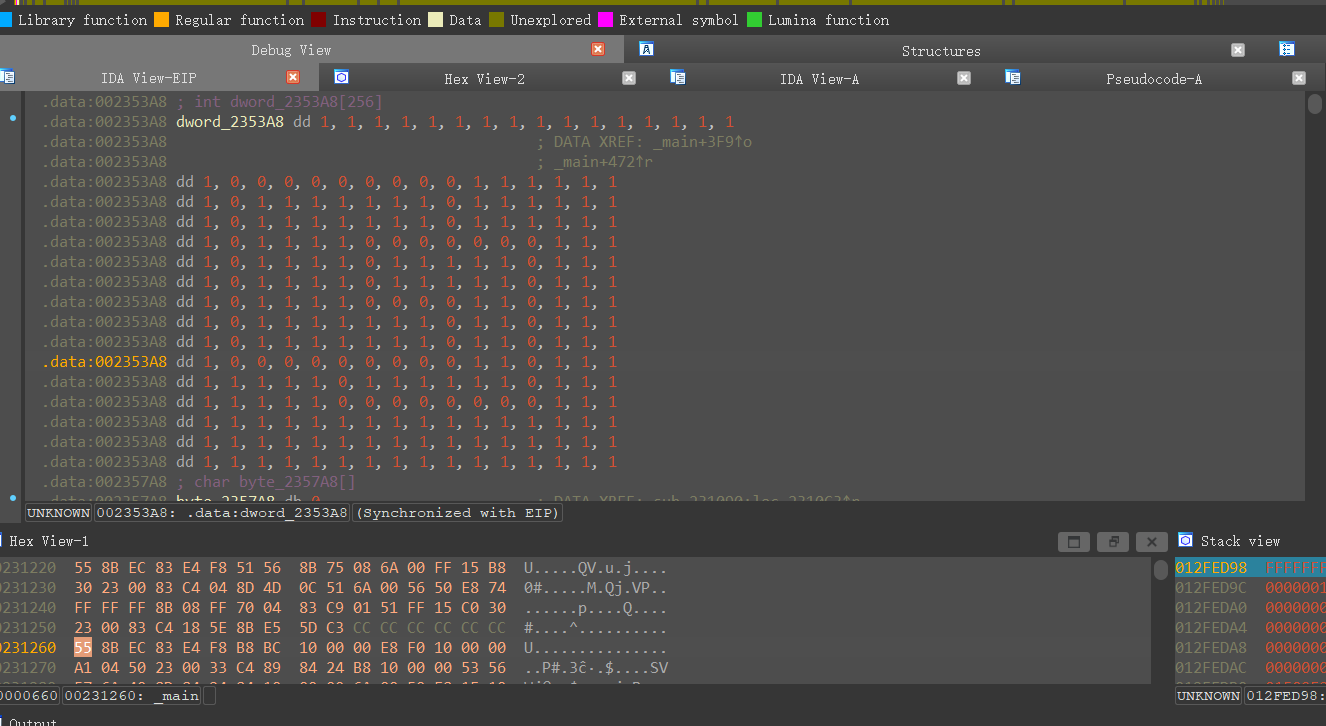 Library function Regular function Instruction Data Unexplored External symbol Lumina function
Debug View Structures
IDA View-EIP Hex View-2 IDA View-A Pseudocode-A
.data:002353A8 ; int dword_2353A8[256]
.data:002353A8 dword_2353A8 dd 1, 1, 1, 1, 1, 1, 1, 1, 1, 1, 1, 1, 1, 1, 1, 1
.data:002353A8 ; DATA XREF: _main+3F9↑o
.data:002353A8 ; _main+472↑r
.data:002353A8 dd 1, 0, 0, 0, 0, 0, 0, 0, 0, 0, 1, 1, 1, 1, 1, 1
.data:002353A8 dd 1, 0, 1, 1, 1, 1, 1, 1, 1, 0, 1, 1, 1, 1, 1, 1
.data:002353A8 dd 1, 0, 1, 1, 1, 1, 1, 1, 1, 0, 1, 1, 1, 1, 1, 1
.data:002353A8 dd 1, 0, 1, 1, 1, 1, 0, 0, 0, 0, 0, 0, 0, 1, 1, 1
.data:002353A8 dd 1, 0, 1, 1, 1, 1, 0, 1, 1, 1, 1, 1, 0, 1, 1, 1
.data:002353A8 dd 1, 0, 1, 1, 1, 1, 0, 1, 1, 1, 1, 1, 0, 1, 1, 1
.data:002353A8 dd 1, 0, 1, 1, 1, 1, 0, 0, 0, 0, 1, 1, 0, 1, 1, 1
.data:002353A8 dd 1, 0, 1, 1, 1, 1, 1, 1, 1, 0, 1, 1, 0, 1, 1, 1
.data:002353A8 dd 1, 0, 1, 1, 1, 1, 1, 1, 1, 0, 1, 1, 0, 1, 1, 1
.data:002353A8 dd 1, 0, 0, 0, 0, 0, 0, 0, 0, 0, 1, 1, 0, 1, 1, 1
.data:002353A8 dd 1, 1, 1, 1, 1, 0, 1, 1, 1, 1, 1, 1, 0, 1, 1, 1
.data:002353A8 dd 1, 1, 1, 1, 1, 0, 0, 0, 0, 0, 0, 0, 0, 1, 1, 1
.data:002353A8 dd 1, 1, 1, 1, 1, 1, 1, 1, 1, 1, 1, 1, 1, 1, 1, 1
.data:002353A8 dd 1, 1, 1, 1, 1, 1, 1, 1, 1, 1, 1, 1, 1, 1, 1, 1
.data:002353A8 dd 1, 1, 1, 1, 1, 1, 1, 1, 1, 1, 1, 1, 1, 1, 1, 1
.data:002357A8 ; char byte_2357A8[]
UNKNOWN 002353A8: .data:dword_2353A8 (Synchronized with EIP)
Hex View-1
0231220 55 8B EC 83 E4 F8 51 56 8B 75 08 6A 00 FF 15 B8 U.....QV.u.j....
0231230 30 23 00 83 C4 04 8D 4D 0C 51 6A 00 56 50 E8 74 0#.....M.Qj.VP..
0231240 FF FF FF 8B 08 FF 70 04 83 C9 01 51 FF 15 C0 30 ......p....Q....
0231250 23 00 83 C4 18 5E 8B E5 5D C3 CC CC CC CC CC CC #....^..........
0231260 55 8B EC 83 E4 F8 B8 BC 10 00 00 E8 F0 10 00 00 U...............
0231270 A1 04 50 23 00 33 C4 89 84 24 B8 10 00 00 53 56
0000660 00231260: _main
Stack view
012FED98 FFFFFFF
012FED9C 0000001
012FEDA0 0000000
012FEDA4 0000000
012FEDA8 0000000
012FEDAC 0000000
UNKNOWN 012FED98:
Output